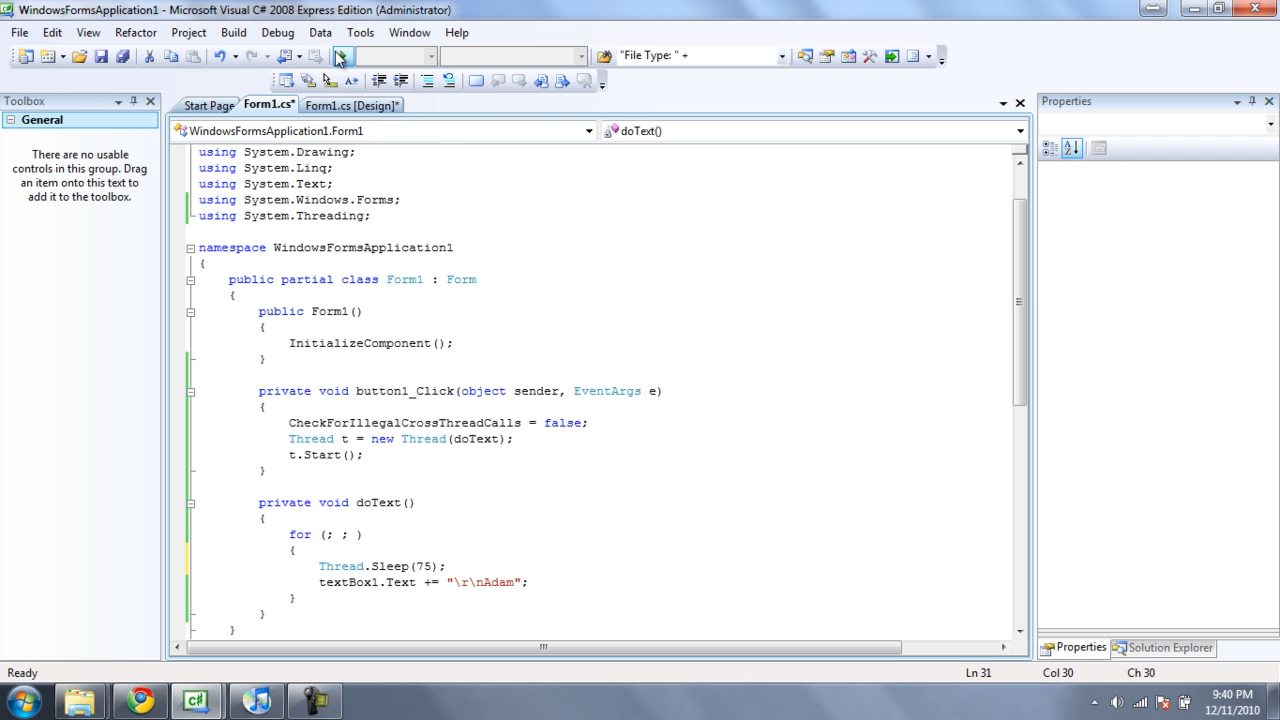 WindowsFormsApplication1 - Microsoft Visual C# 2008 Express Edition (Administrator)
File Edit View Refactor Project Build Debug Data Tools Window Help
"File Type: " +
Toolbox
Start Page Form1.cs* Form1.cs [Design]*
Properties
General
WindowsFormsApplication1.Form1 doText()
There are no usable
controls in this group. Drag
an item onto this text to
add it to the toolbox.
using System.Drawing;
using System.Linq;
using System.Text;
using System.Windows.Forms;
using System.Threading;
namespace WindowsFormsApplication1
{
public partial class Form1 : Form
{
public Form1()
{
InitializeComponent();
}
private void button1_Click(object sender, EventArgs e)
{
CheckForIllegalCrossThreadCalls = false;
Thread t = new Thread(doText);
t.Start();
}
private void doText()
{
for (; ; )
{
Thread.Sleep(75);
textBox1.Text += "\r\nAdam";
}
}
}
Properties Solution Explorer
Ready Ln 31 Col 30 Ch 30
C#
9:40 PM
12/11/2010